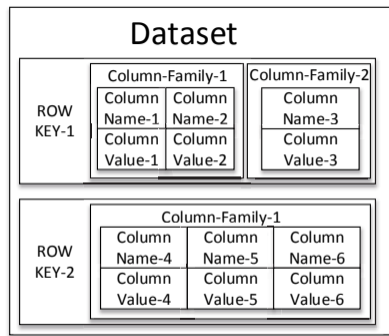 Dataset
ROW
KEY-1
Column-Family-1
Column Column
Name-1 Name-2
Column Column
Value-1 Value-2
Column-Family-2
Column
Name-3
Column
Value-3
ROW
KEY-2
Column-Family-1
Column Column Column
Name-4 Name-5 Name-6
Column Column Column
Value-4 Value-5 Value-6